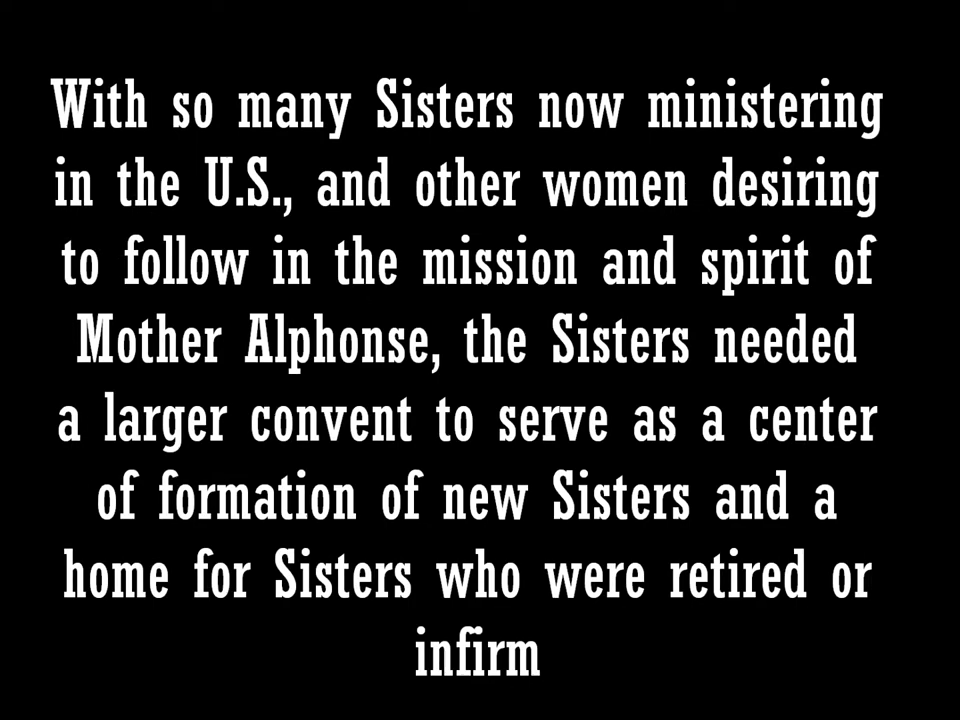 With so many Sisters now ministering
in the U.S., and other women desiring
to follow in the mission and spirit of
Mother Alphonse, the Sisters needed
a larger convent to serve as a center
of formation of new Sisters and a
home for Sisters who were retired or
infirm